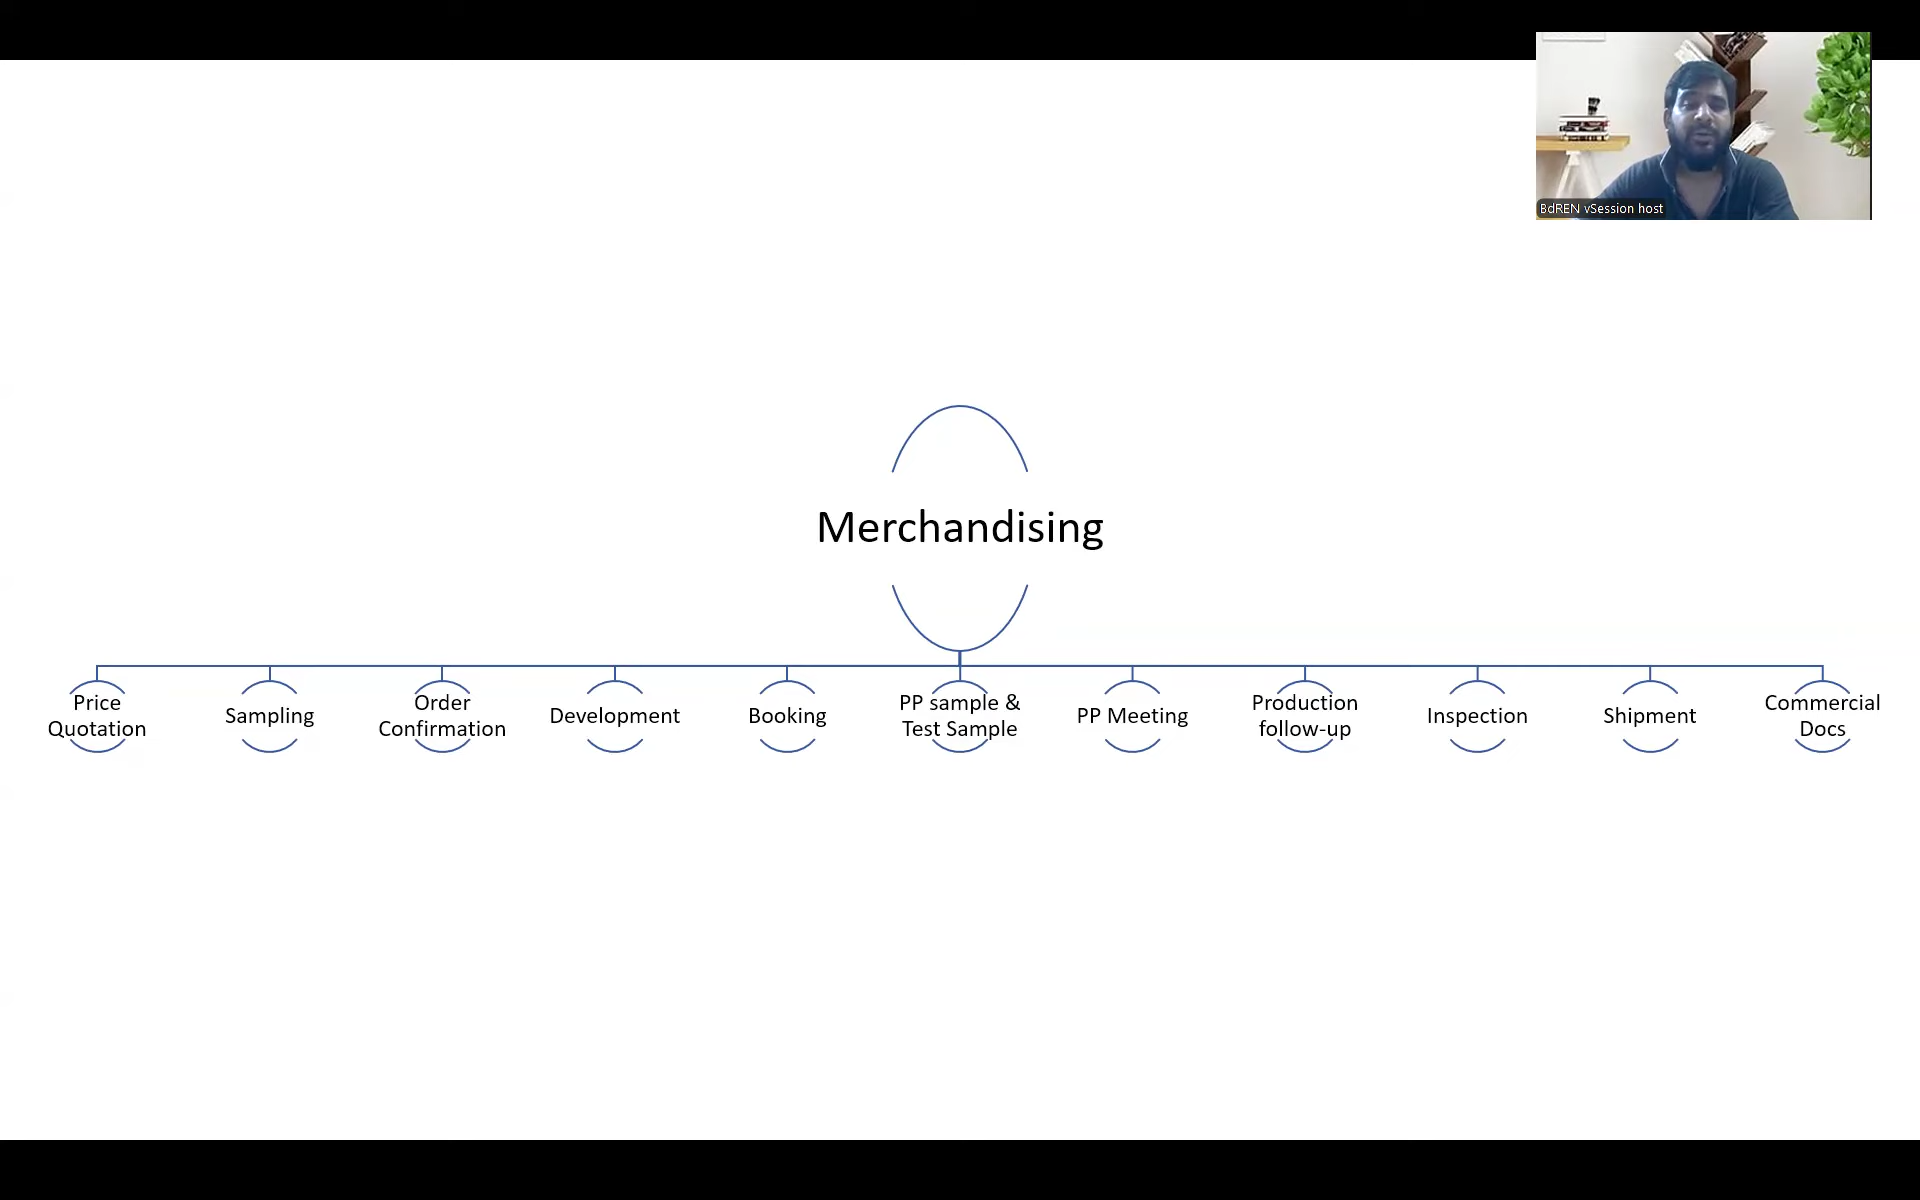 BdREN vSession host
Merchandising
Price
Quotation
Sampling
Order
Confirmation
Development
Booking
PP sample &
Test Sample
PP Meeting
Production
follow-up
Inspection
Shipment
Commercial
Docs